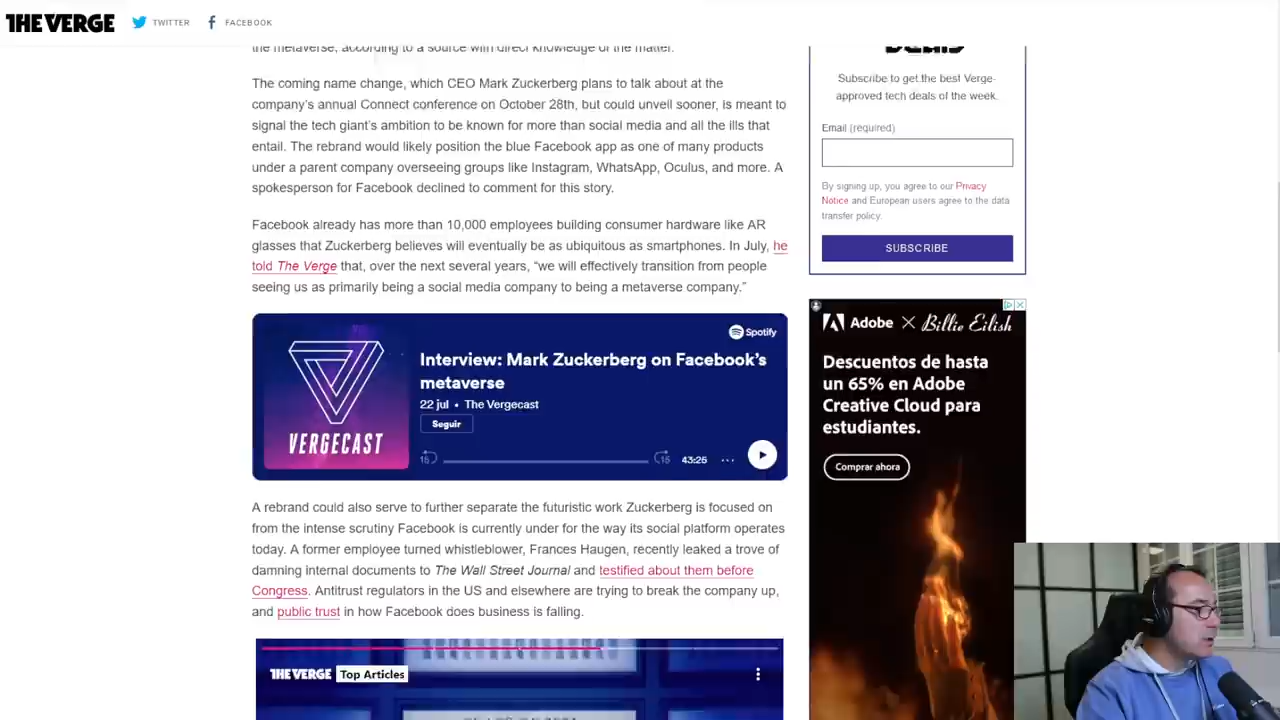 THE VERGE TWITTER FACEBOOK
the metaverse, according to a source with direct knowledge of the matter.
The coming name change, which CEO Mark Zuckerberg plans to talk about at the
company's annual Connect conference on October 28th, but could unveil sooner, is meant to
signal the tech giant's ambition to be known for more than social media and all the ills that
entail. The rebrand would likely position the blue Facebook app as one of many products
under a parent company overseeing groups like Instagram, WhatsApp, Oculus, and more. A
spokesperson for Facebook declined to comment for this story.
Facebook already has more than 10,000 employees building consumer hardware like AR
glasses that Zuckerberg believes will eventually be as ubiquitous as smartphones. In July, he
told The Verge that, over the next several years, “we will effectively transition from people
seeing us as primarily being a social media company to being a metaverse company.”
Spotify
Interview: Mark Zuckerberg on Facebook's
metaverse
22 jul • The Vergecast
Seguir
VERGECAST
15 15 43:25 ...
A rebrand could also serve to further separate the futuristic work Zuckerberg is focused on
from the intense scrutiny Facebook is currently under for the way its social platform operates
today. A former employee turned whistleblower, Frances Haugen, recently leaked a trove of
damning internal documents to The Wall Street Journal and testified about them before
Congress. Antitrust regulators in the US and elsewhere are trying to break the company up,
and public trust in how Facebook does business is falling.
THE VERGE Top Articles
DEALS
Subscribe to get the best Verge-
approved tech deals of the week.
Email (required)
By signing up, you agree to our Privacy
Notice and European users agree to the data
transfer policy.
SUBSCRIBE
Adobe × Billie Eilish
Descuentos de hasta
un 65% en Adobe
Creative Cloud para
estudiantes.
Comprar ahora